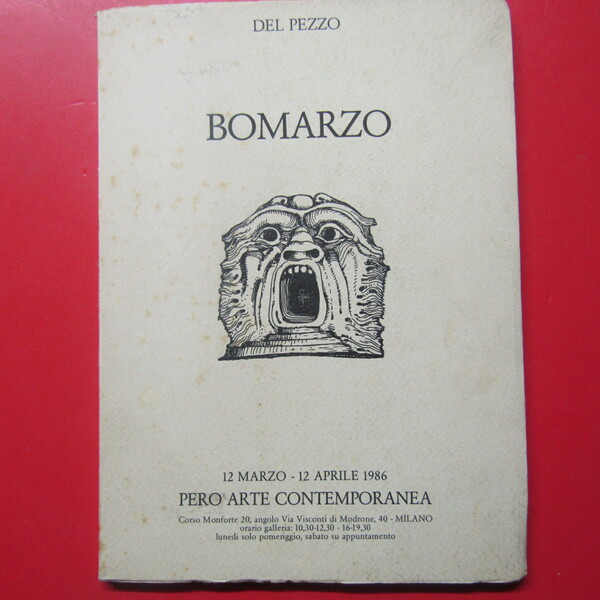 DEL PEZZO
BOMARZO
12 MARZO - 12 APRILE 1986
PERO ARTE CONTEMPORANEA
Corso Monforte 20, angolo Via Visconti di Modrone, 40 - MILANO
orario galleria: 10,30-12,30 - 16-19,30
lunedì solo pomeriggio, sabato su appuntamento